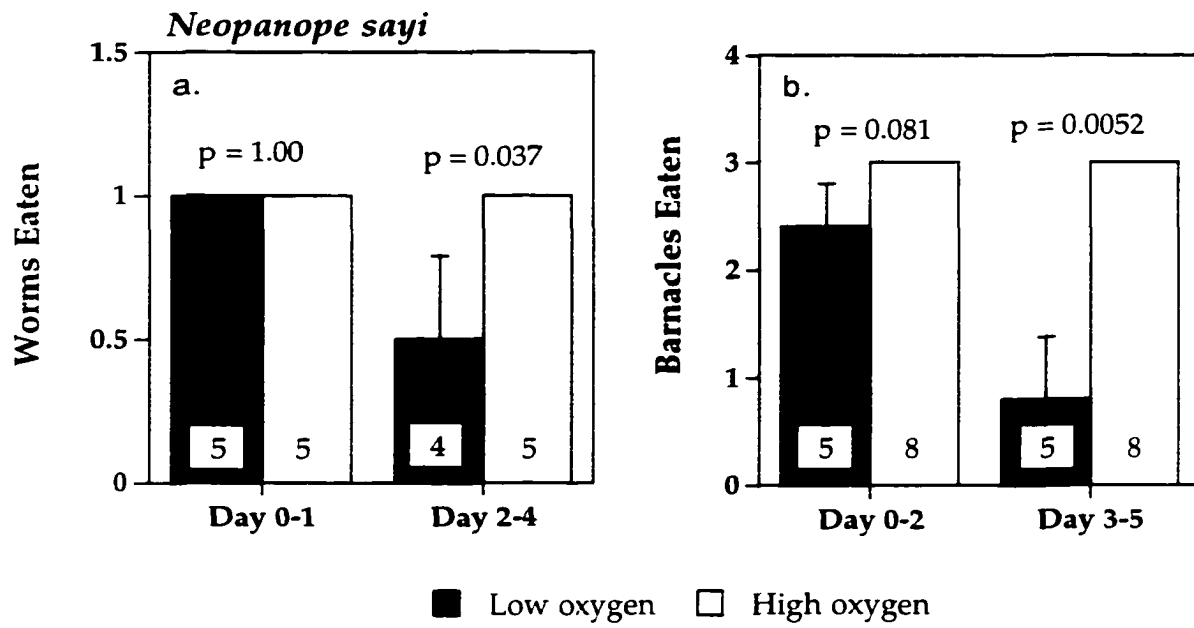 Neopanope sayi
a.
Worms Eaten
1.5
1
0.5
0
p = 1.00
p = 0.037
5
5
4
5
Day 0-1
Day 2-4
b.
Barnacles Eaten
4
3
2
1
0
p = 0.081
p = 0.0052
5
8
5
8
Day 0-2
Day 3-5
Low oxygen
High oxygen